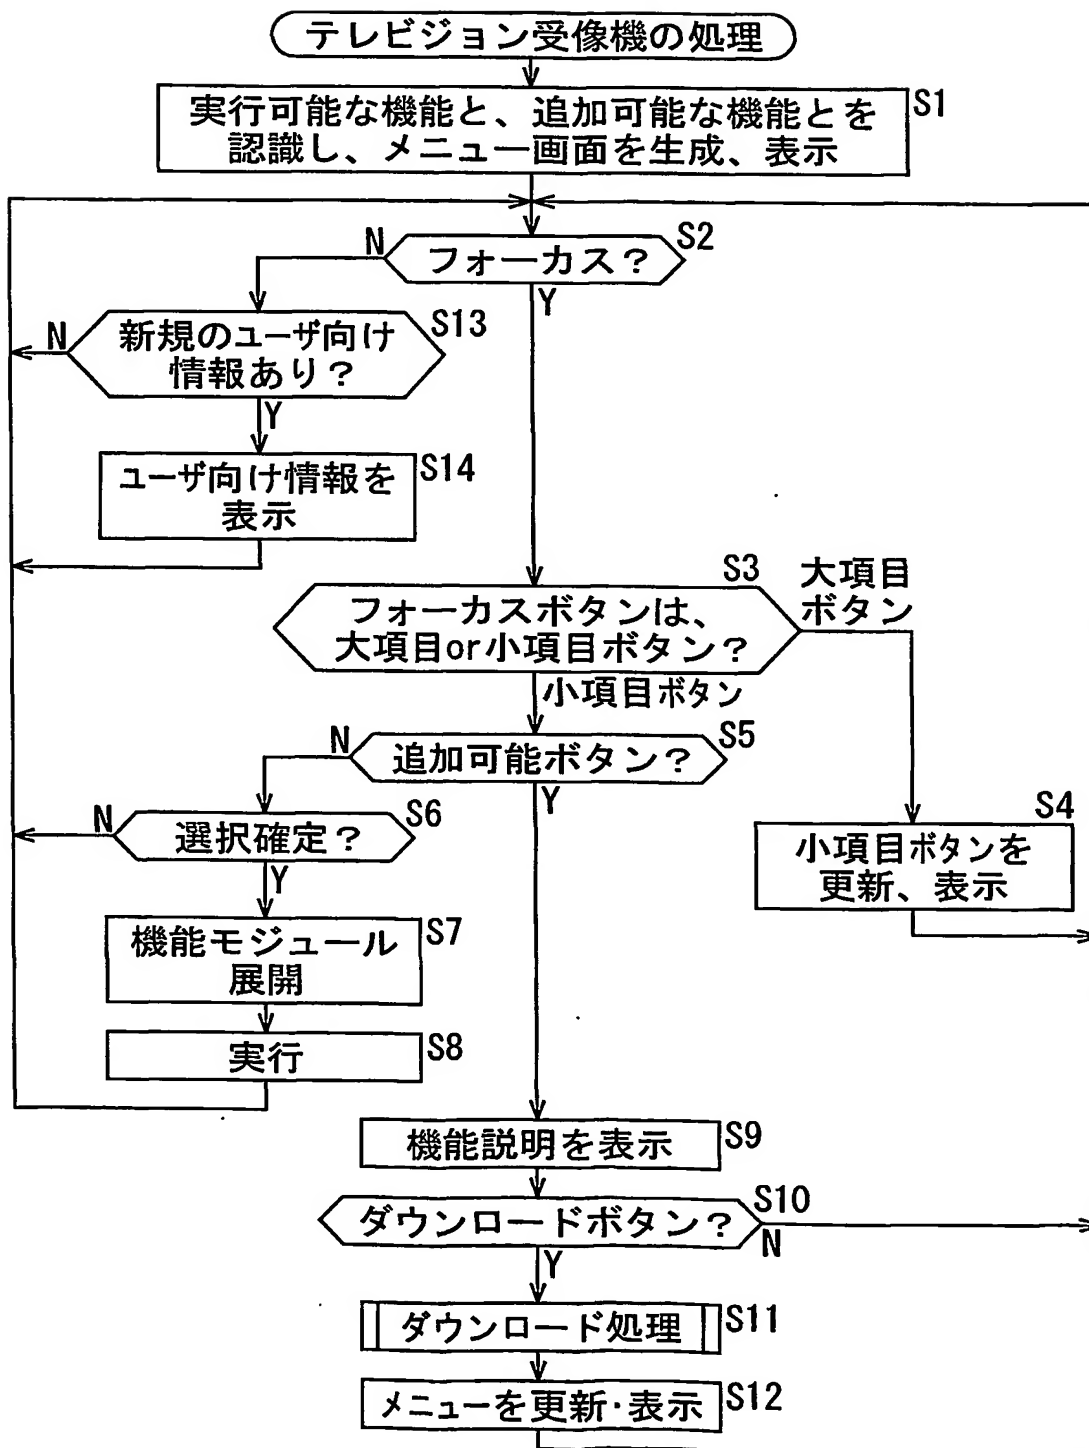 テレビジョン受像機の処理
実行可能な機能と、追加可能な機能とを
認識し、メニュー画面を生成、表示
S1
フォーカス?
S2
N
Y
新規のユーザ向け
情報あり?
S13
N
Y
ユーザ向け情報を
表示
S14
フォーカスボタンは、
大項目or小項目ボタン?
S3
大項目
ボタン
小項目ボタン
追加可能ボタン?
S5
N
Y
選択確定?
S6
N
Y
小項目ボタンを
更新、表示
S4
機能モジュール
展開
S7
実行
S8
機能説明を表示
S9
ダウンロードボタン?
S10
N
Y
ダウンロード処理
S11
メニューを更新・表示
S12